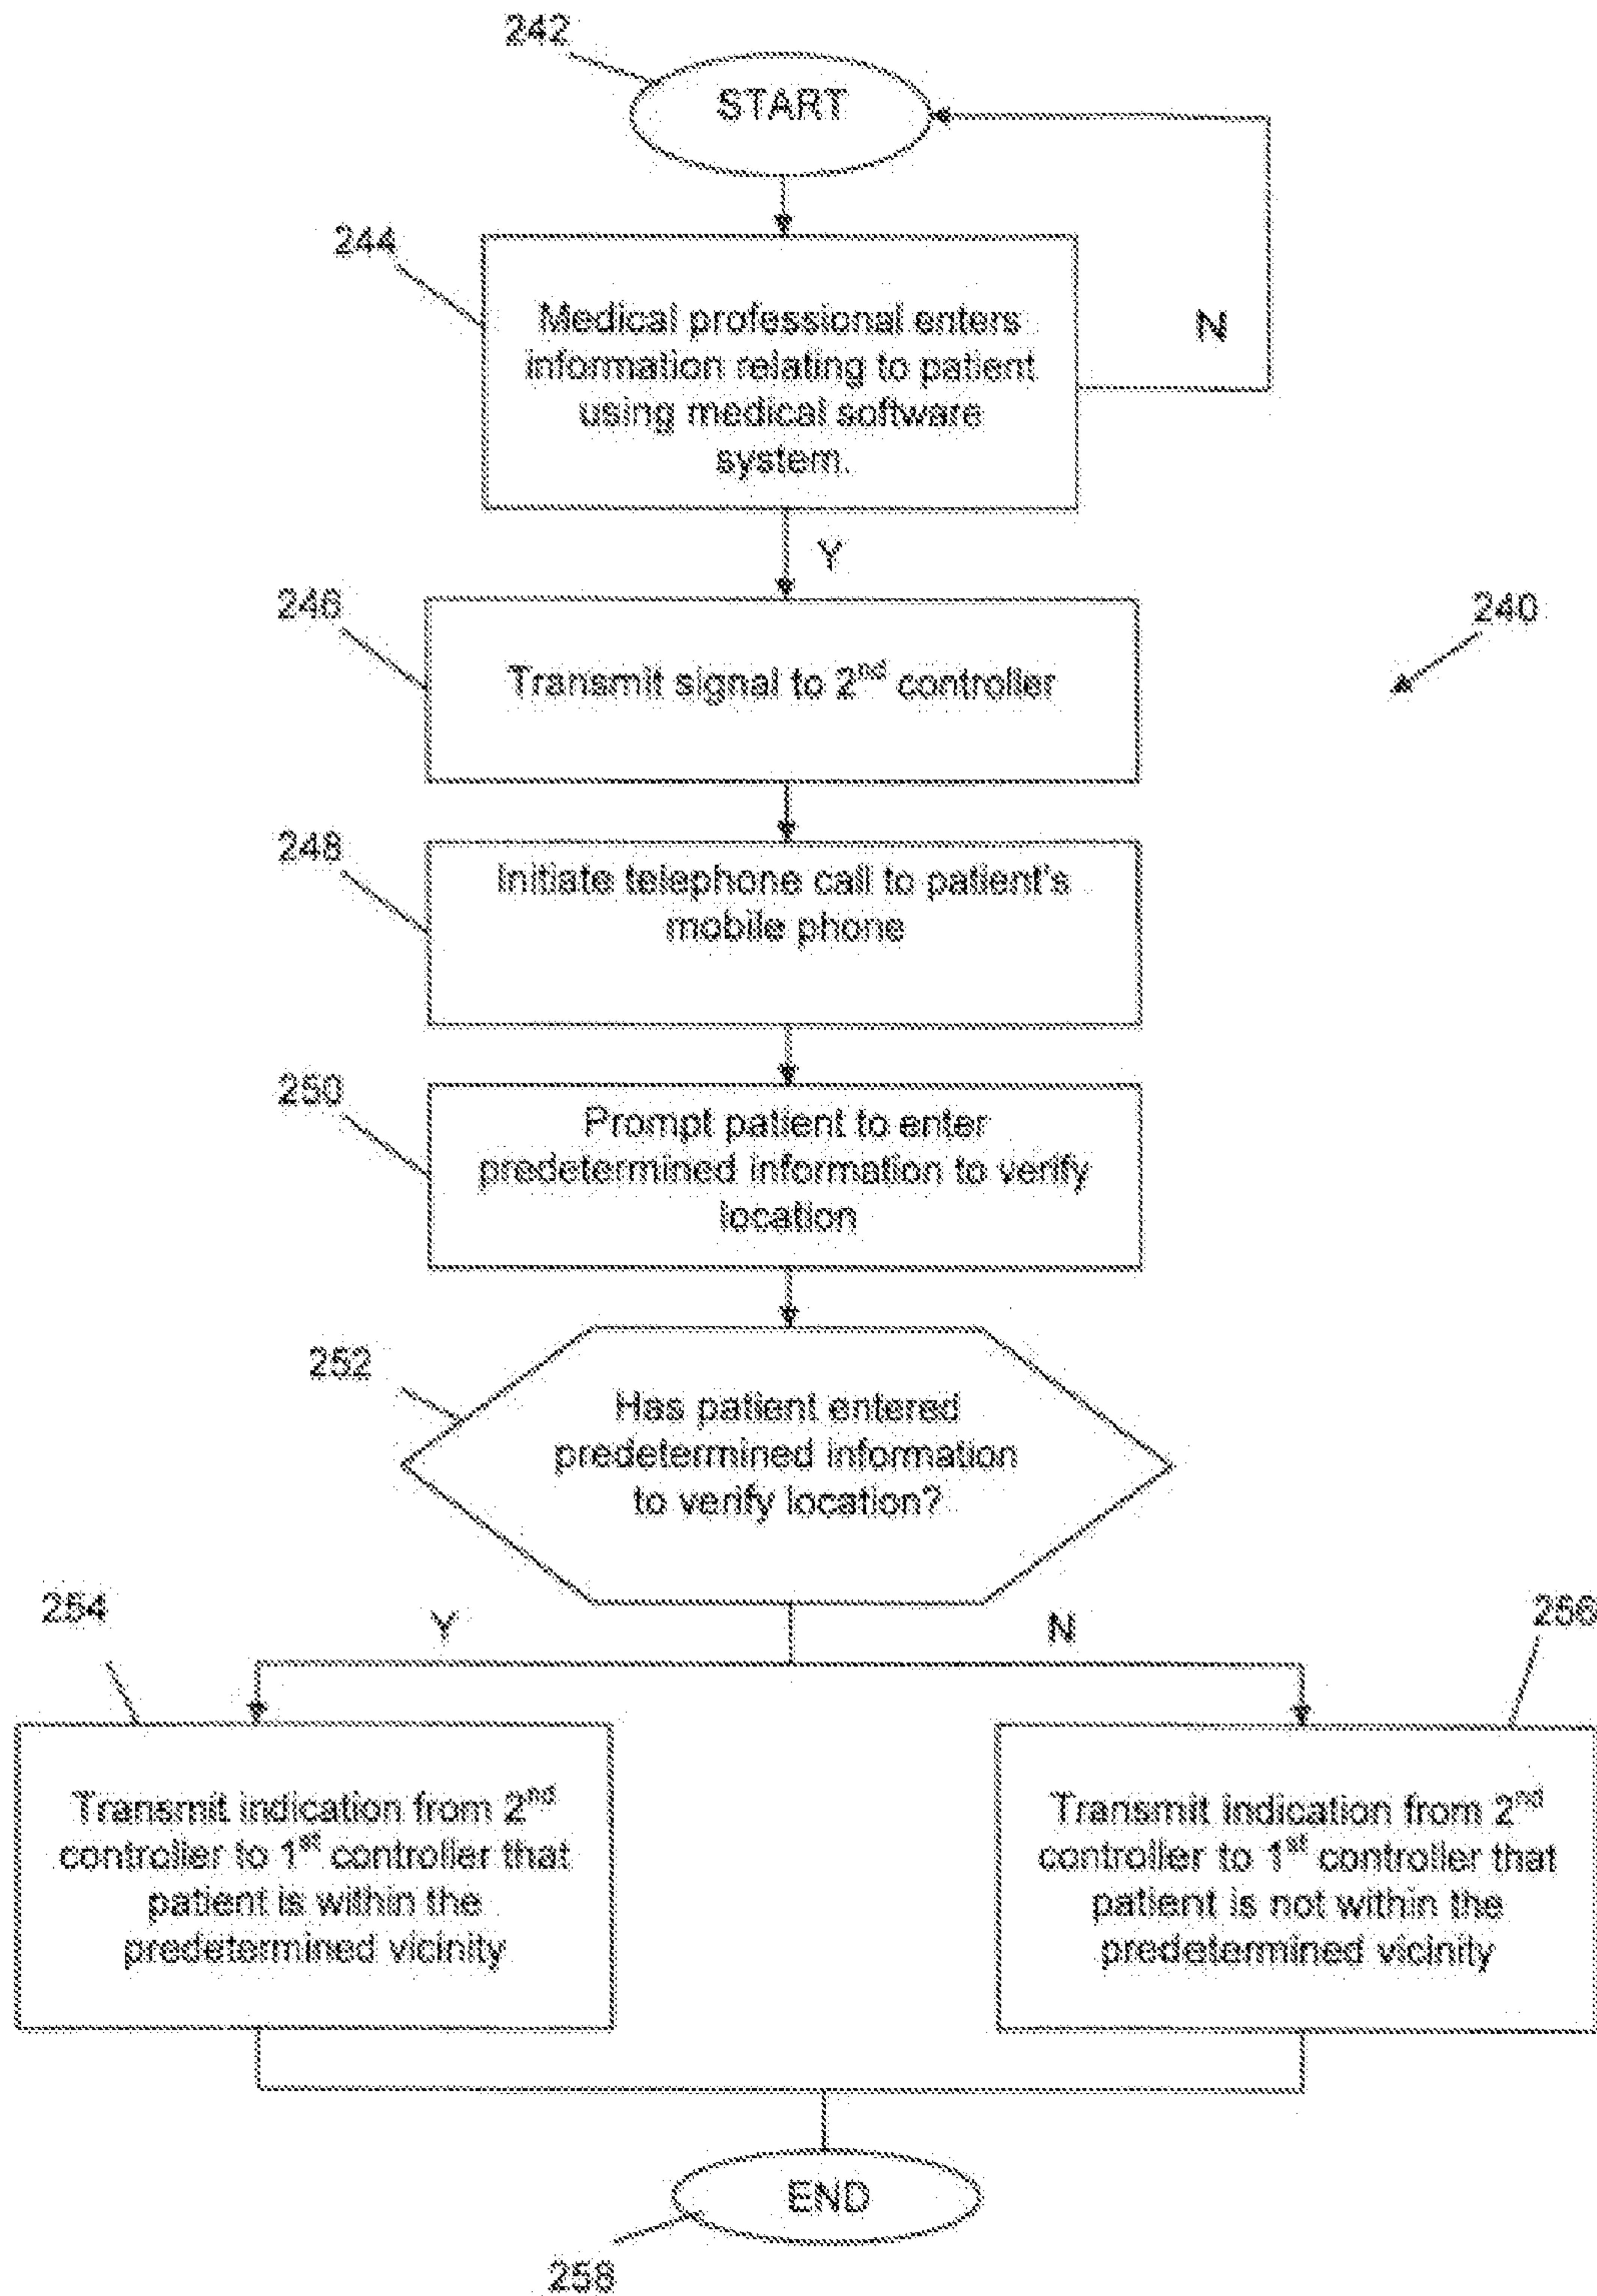 242
START
244
Medical professional enters
information relating to patient
using medical software
system.
N
Y
246
240
Transmit signal to 2nd controller
248
Initiate telephone call to patient's
mobile phone
250
Prompt patient to enter
predetermined information to verify
location
252
Has patient entered
predetermined information
to verify location?
254
Y
N
256
Transmit indication from 2nd
controller to 1st controller that
patient is within the
predetermined vicinity
Transmit indication from 2nd
controller to 1st controller that
patient is not within the
predetermined vicinity
END
258